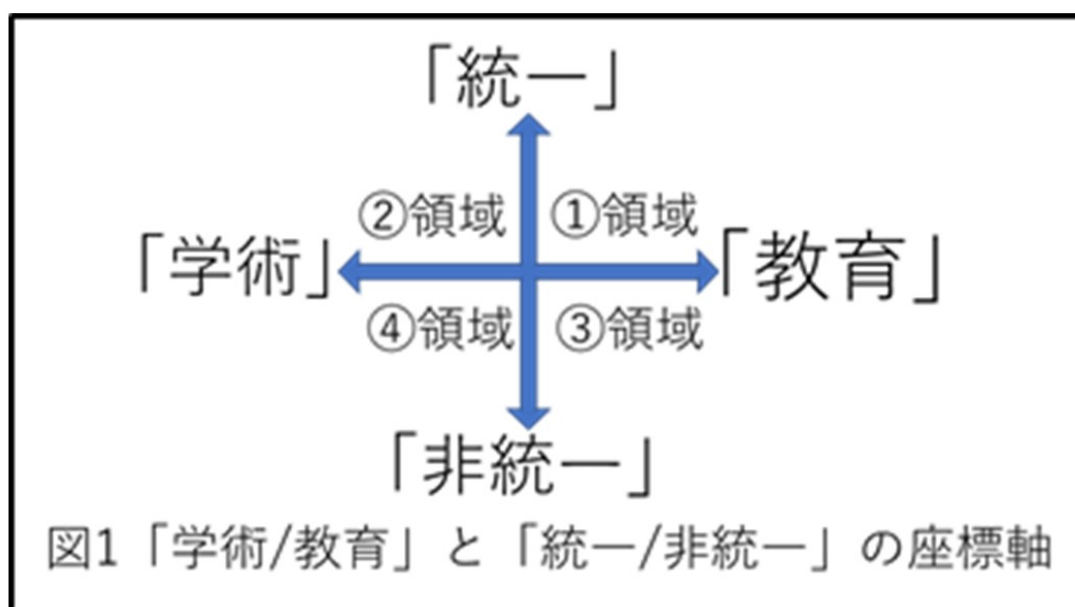 「統一」
②領域 ①領域
「学術」 「教育」
④領域 ③領域
「非統一」
図1「学術/教育」と「統一/非統一」の座標軸